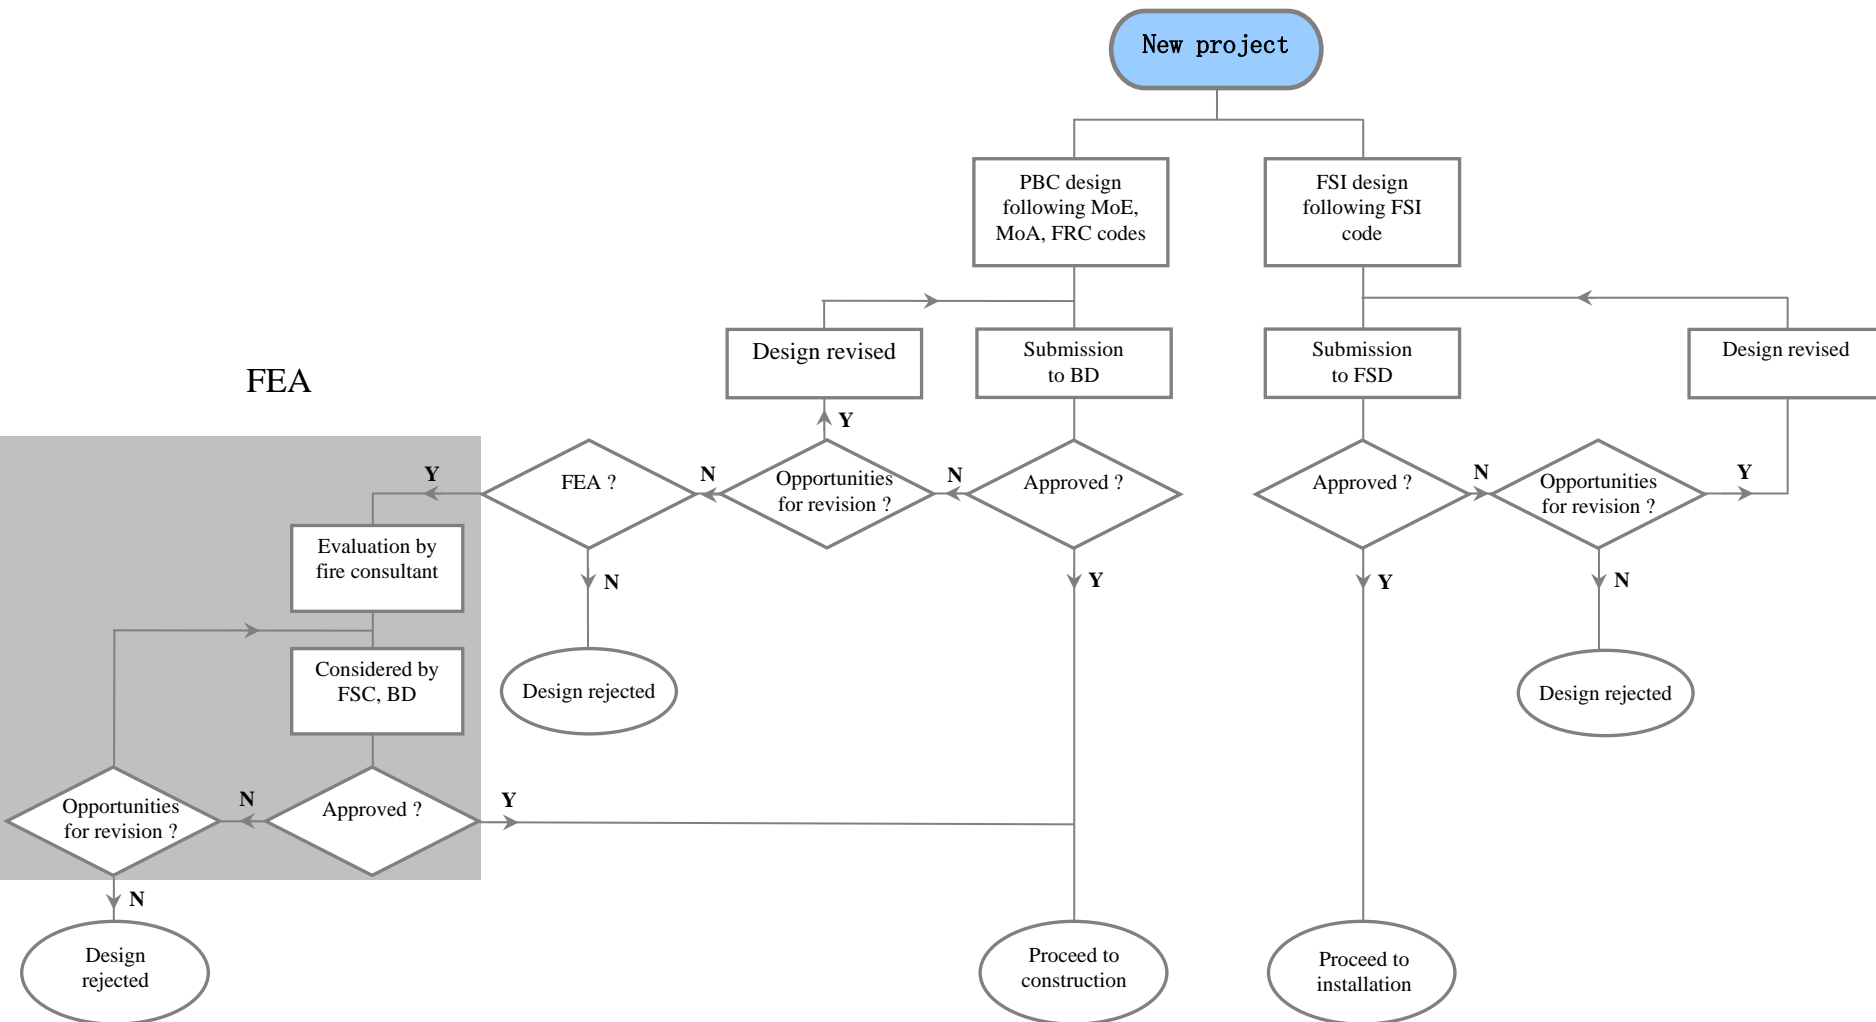 New project
PBC design
following MoE,
MoA, FRC codes
FSI design
following FSI
code
Design revised
Submission
to BD
Submission
to FSD
Design revised
FEA
Y
Y
N
N
N
Y
FEA ?
Opportunities
for revision ?
Approved ?
Approved ?
Opportunities
for revision ?
Evaluation by
fire consultant
N
Y
Y
N
Considered by
FSC, BD
Design rejected
Design rejected
Opportunities
for revision ?
N
Approved ?
Y
N
Design
rejected
Proceed to
construction
Proceed to
installation